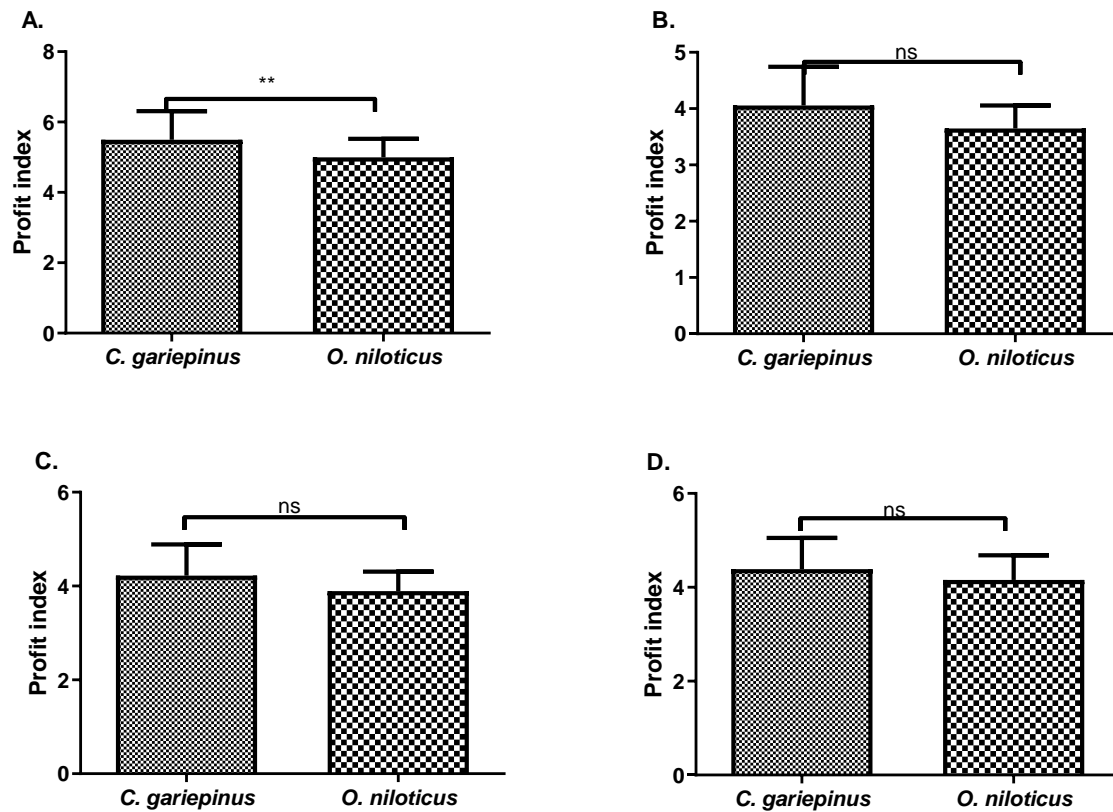 A.
Profit index
8
6
4
2
0
**
C. gariepinus O. niloticus
B.
Profit index
5
4
3
2
1
0
ns
C. gariepinus O. niloticus
C.
Profit index
6
4
2
0
ns
C. gariepinus O. niloticus
D.
Profit index
6
4
2
0
ns
C. gariepinus O. niloticus